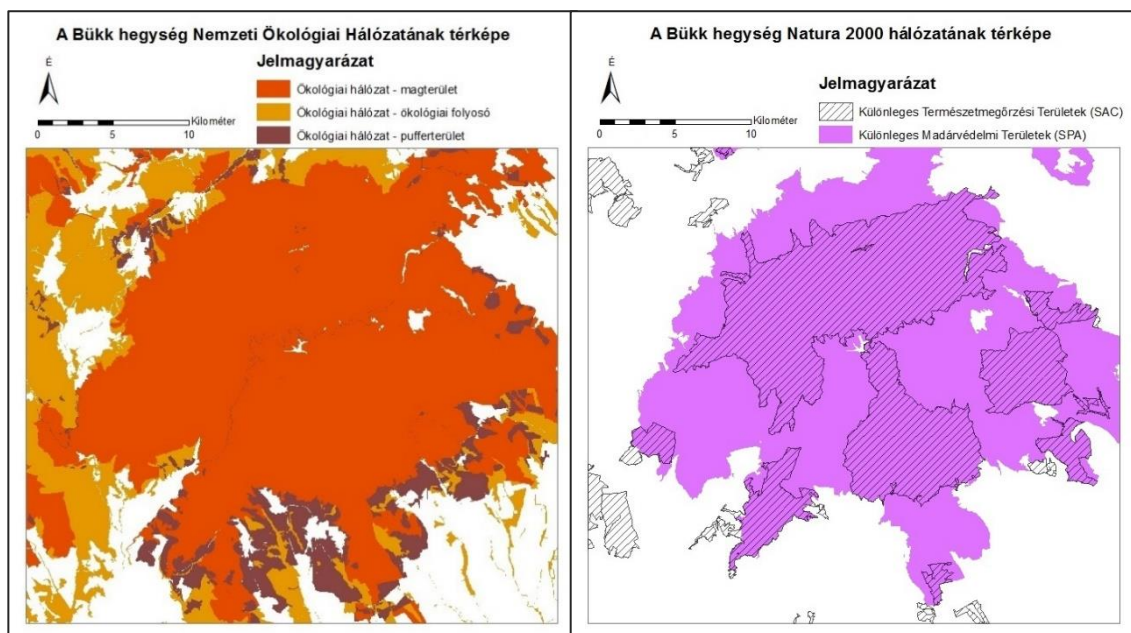 A Bükk hegység Nemzeti Ökológiai Hálózatának térképe
Jelmagyarázat
É
Ökológiai hálózat - magterület
Ökológiai hálózat - ökológiai folyosó
Ökológiai hálózat - pufferterület
Kilométer
0 5 10
A Bükk hegység Natura 2000 hálózatának térképe
É
Jelmagyarázat
Különleges Természetmegőrzési Területek (SAC)
Különleges Madárvédelmi Területek (SPA)
Kilométer
0 5 10